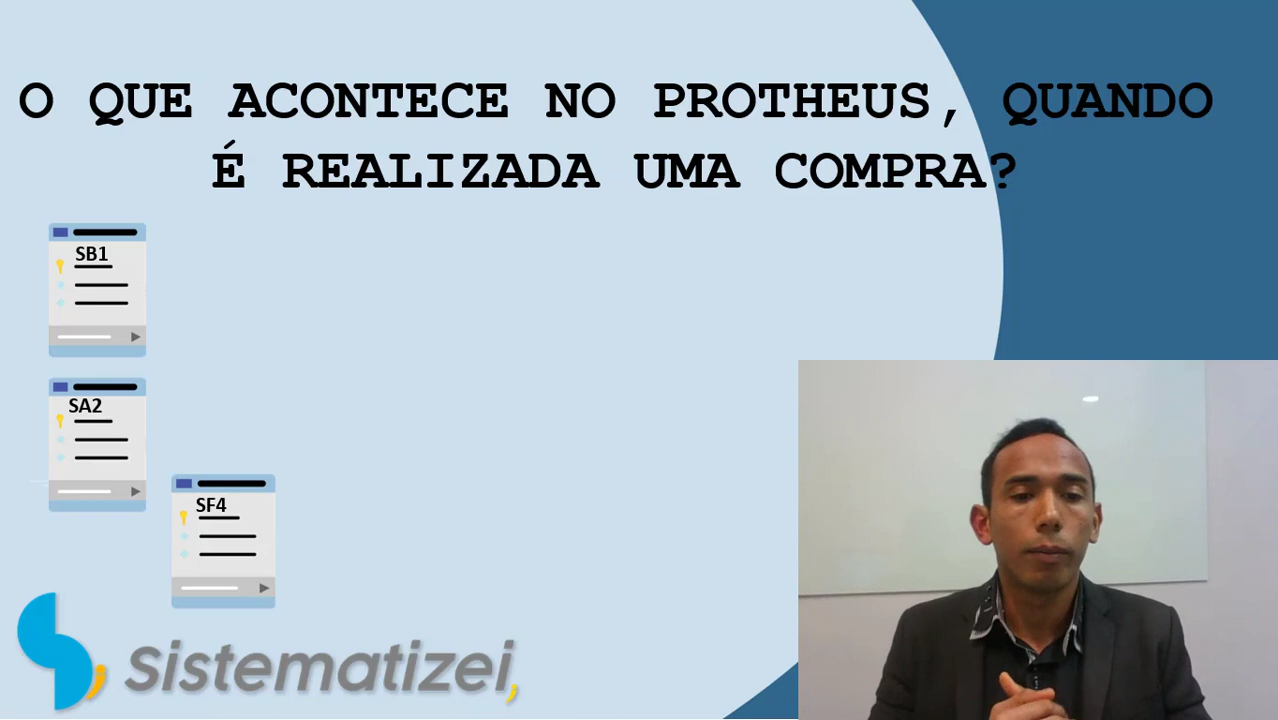 O QUE ACONTECE NO PROTHEUS, QUANDO
É REALIZADA UMA COMPRA?
SB1
SA2
SF4
Sistematizei,